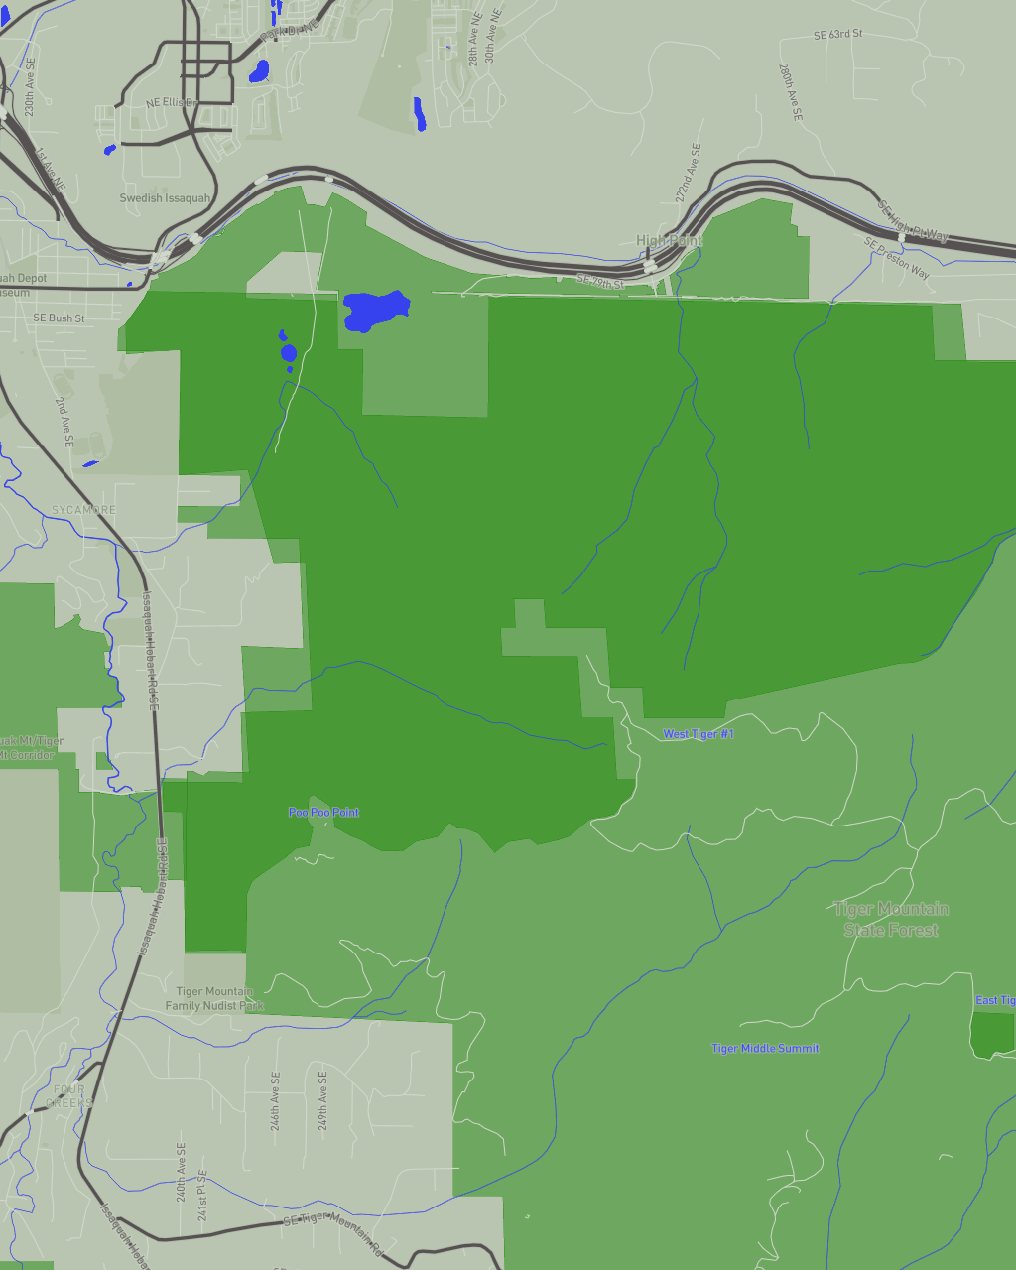 Park Dr NE
28th Ave NE
30th Ave NE
SE 63rd St
230th Ave SE
280th Ave SE
NE Ellis Dr
1st Ave NE
272nd Ave SE
Swedish Issaquah
SE High Pt Way
High Point
SE Preston Way
uah Depot
useum
SE 79th St
SE Bush St
2nd Ave SE
SYCAMORE
Issaquah-Hobart Rd SE
uak Mt/Tiger
Mt Corridor
West T ger #1
Poo Poo Point
Issaquah-Hobart Rd SE
Tiger Mountain
State Forest
Tiger Mountain
Family Nudist Park
East Tig
Tiger Middle Summit
FOUR
CREEKS
246th Ave SE
249th Ave SE
240th Ave SE
241st Pl SE
Issaquah-Hobar
SE Tiger Mountain Rd